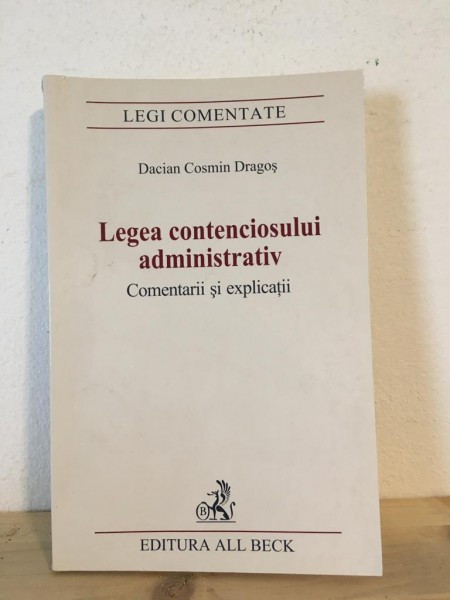 LEGI COMENTATE
Dacian Cosmin Dragoș
Legea contenciosului
administrativ
Comentarii și explicații
B
EDITURA ALL BECK